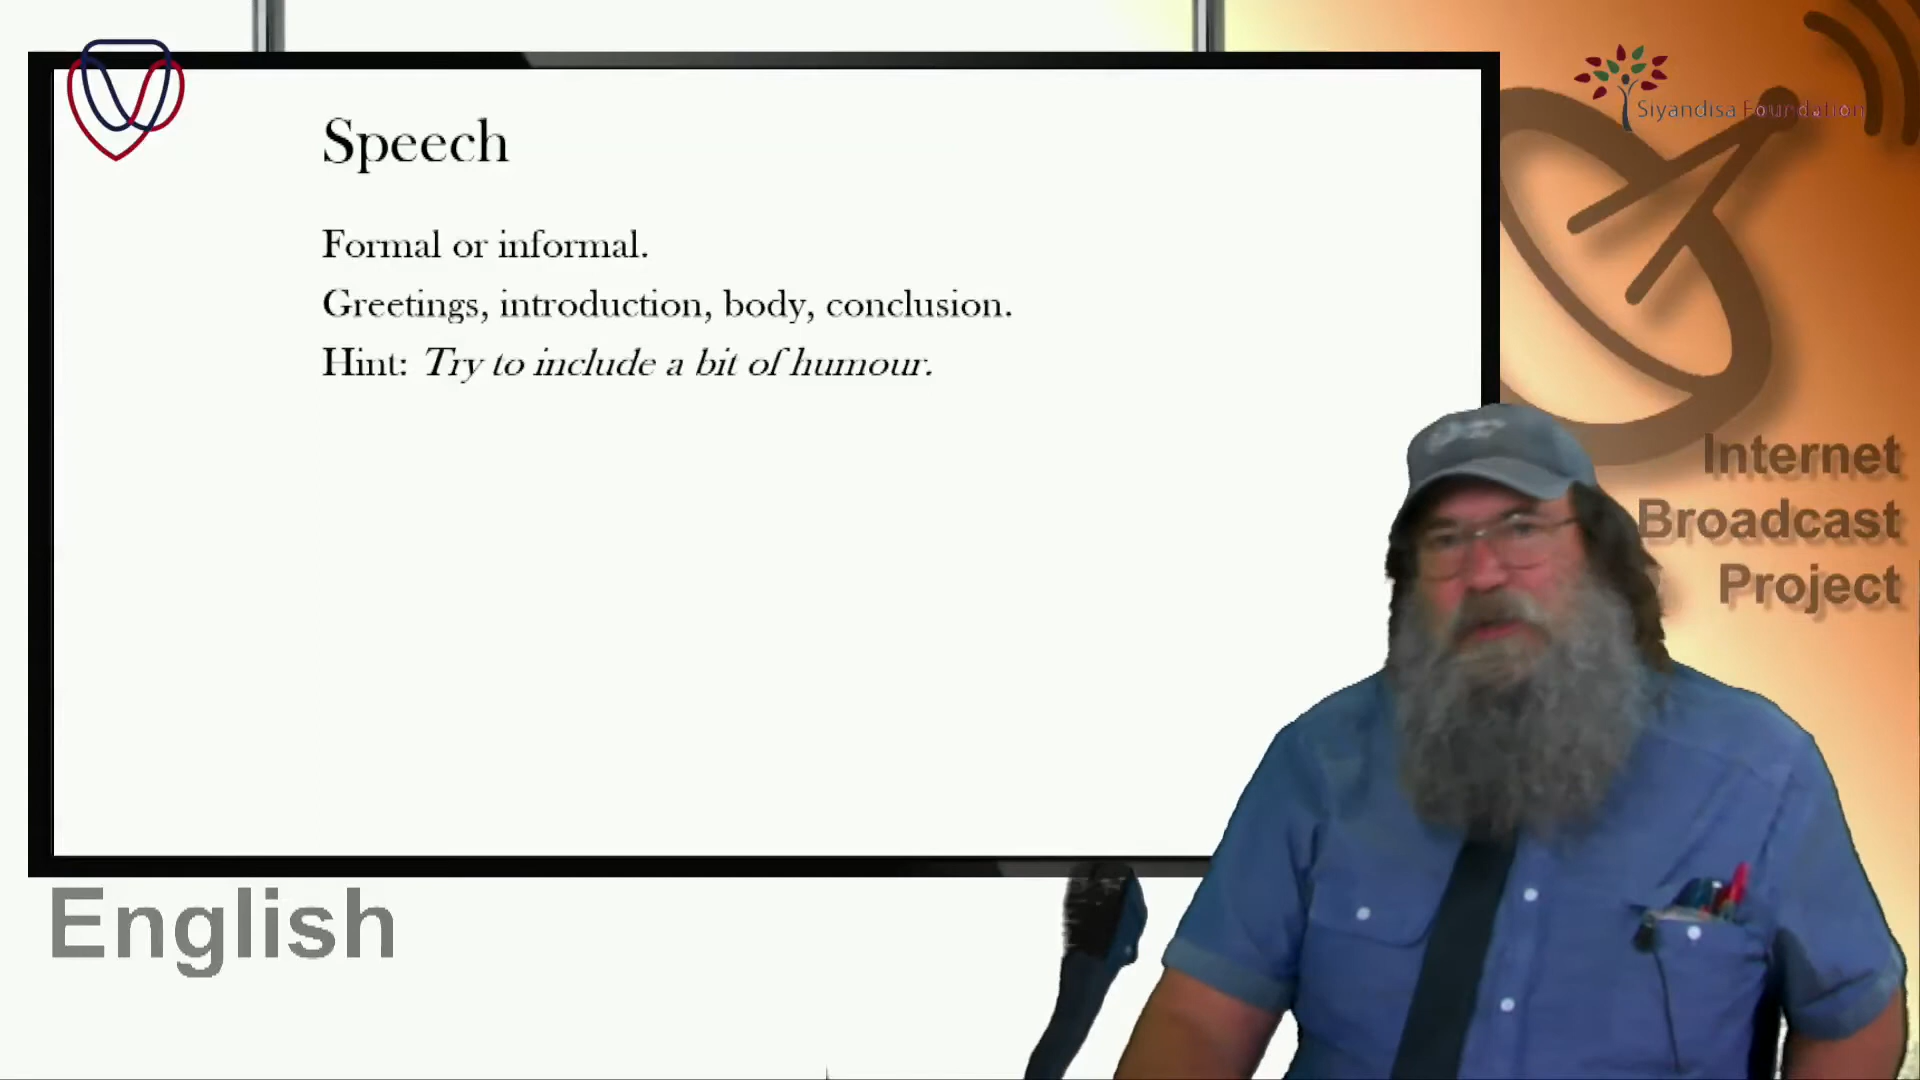 Speech
Formal or informal.
Greetings, introduction, body, conclusion.
Hint: Try to include a bit of humour.
Siyandisa Foundation
Internet
Broadcast
Project
English